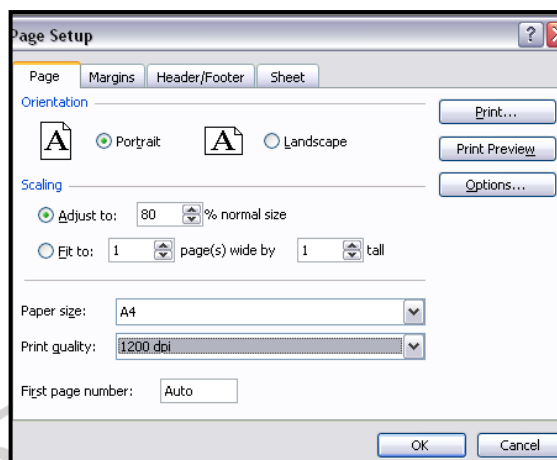 Page Setup
Page Margins Header/Footer Sheet
Orientation
A Portrait A Landscape
Print...
Print Preview
Options...
Scaling
Adjust to: 80 % normal size
Fit to: 1 page(s) wide by 1 tall
Paper size: A4
Print quality: 1200 dpi
First page number: Auto
OK Cancel